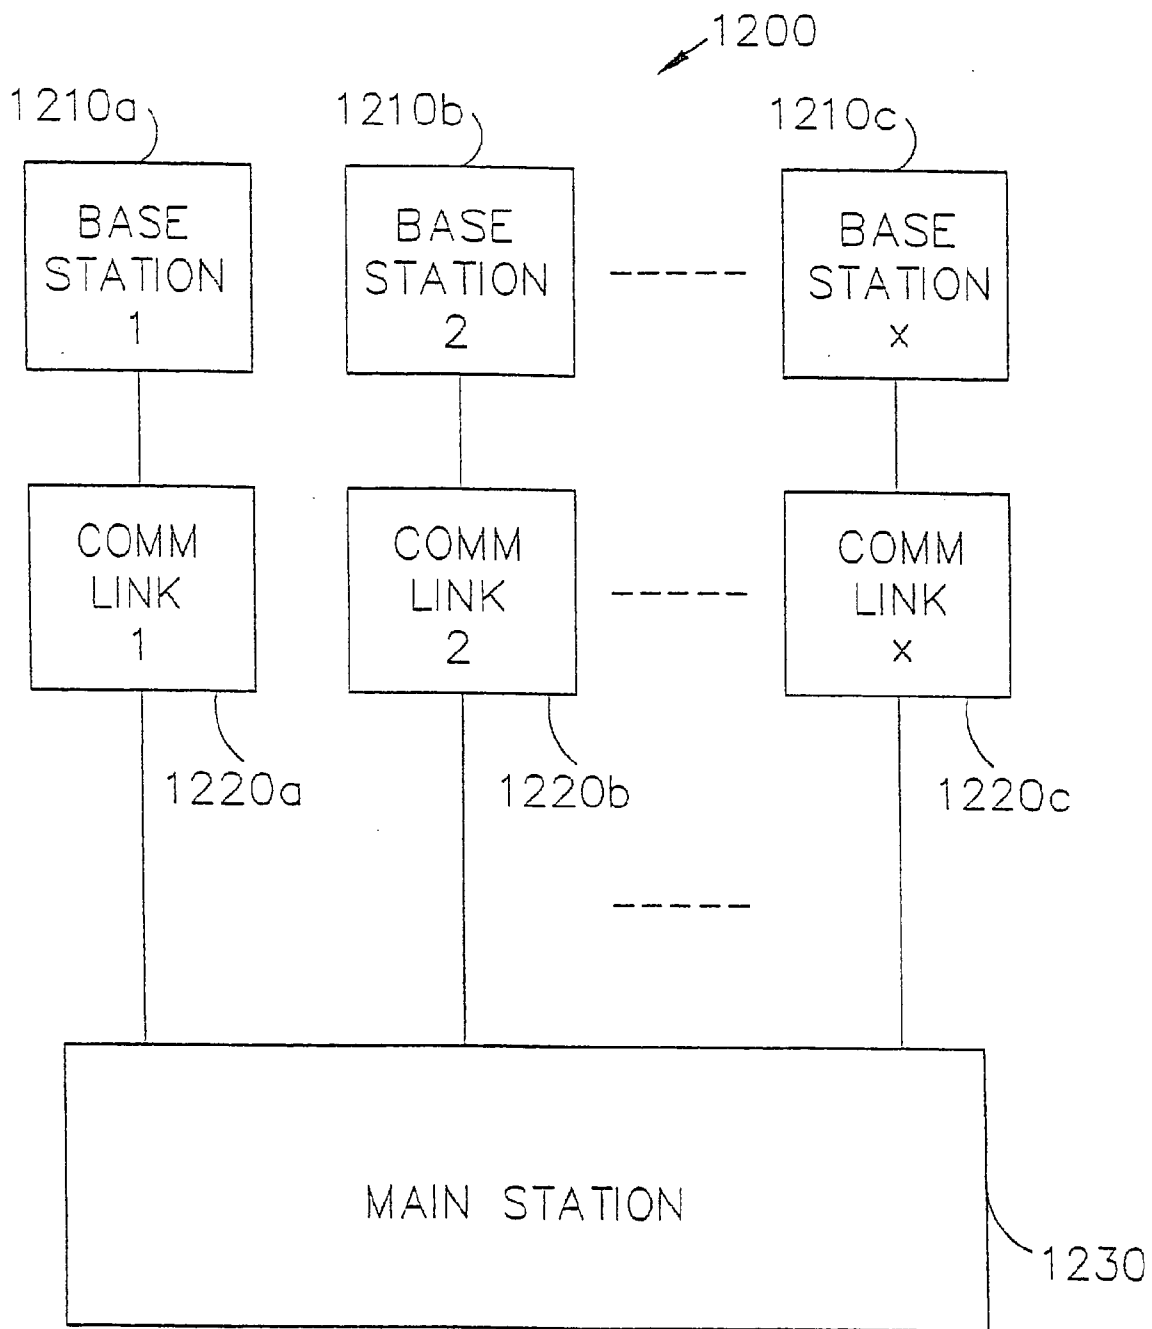 1200
1210a
1210b
1210c
BASE
STATION
1
BASE
STATION
2
BASE
STATION
X
COMM
LINK
1
COMM
LINK
2
COMM
LINK
X
1220a
1220b
1220c
MAIN STATION
1230